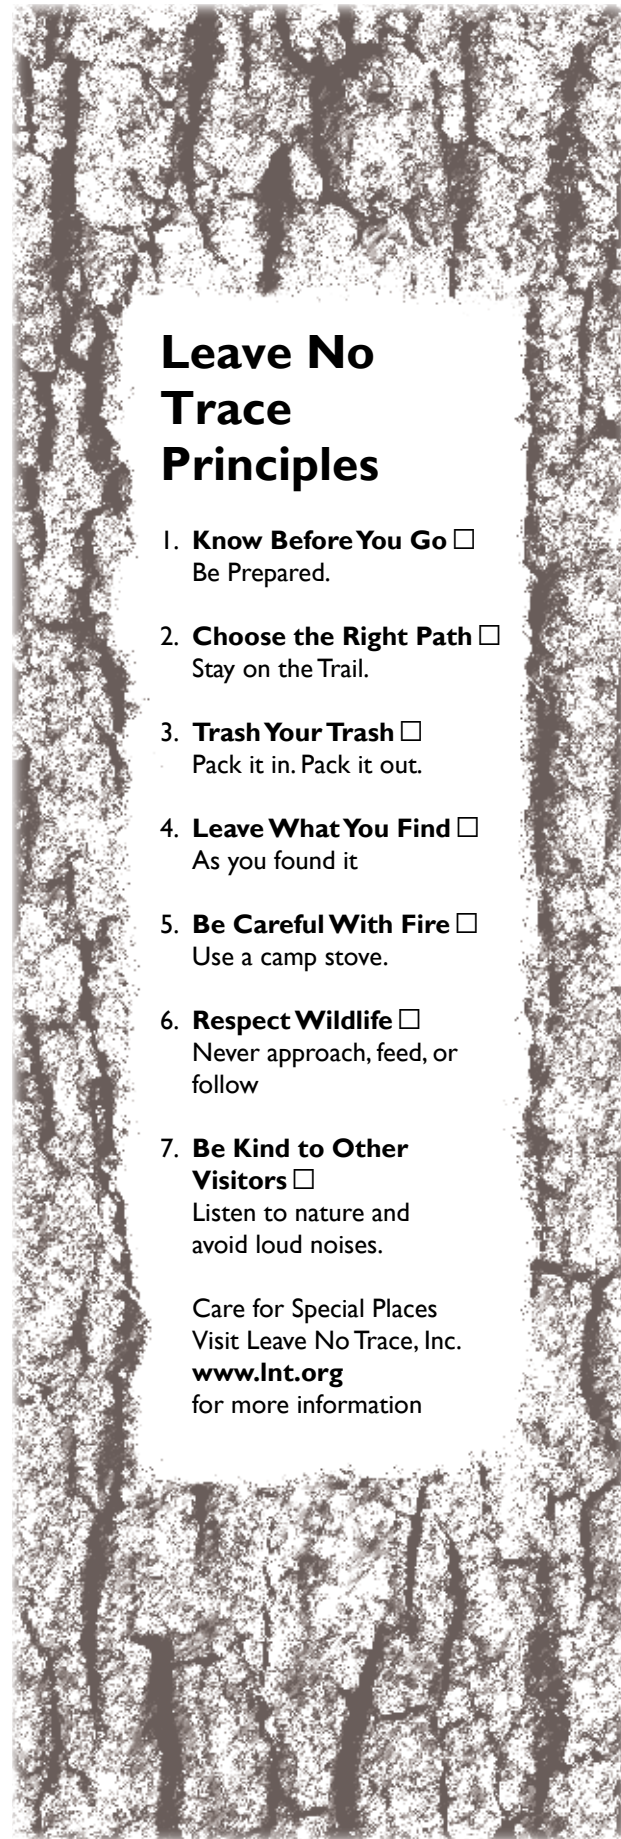 Leave No
Trace
Principles
1. Know Before You Go ☐
Be Prepared.
2. Choose the Right Path ☐
Stay on the Trail.
3. Trash Your Trash ☐
Pack it in. Pack it out.
4. Leave What You Find ☐
As you found it
5. Be Careful With Fire ☐
Use a camp stove.
6. Respect Wildlife ☐
Never approach, feed, or
follow
7. Be Kind to Other
Visitors ☐
Listen to nature and
avoid loud noises.
Care for Special Places
Visit Leave No Trace, Inc.
www.lnt.org
for more information